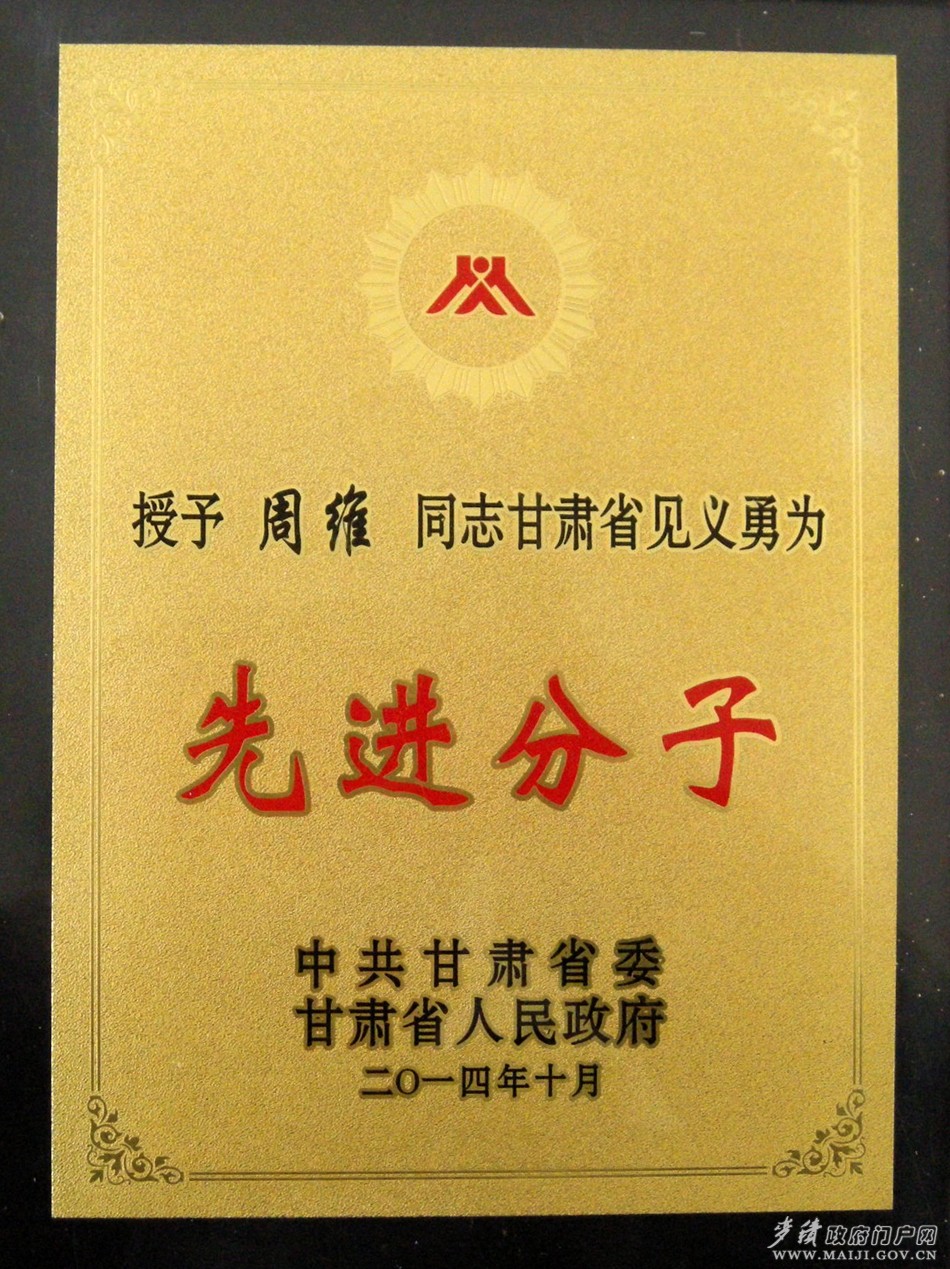 授予 周维 同志甘肃省见义勇为
先进分子
中共甘肃省委
甘肃省人民政府
二〇一四年十月
麦积政府门户网
WWW.MAIJI.GOV.CN